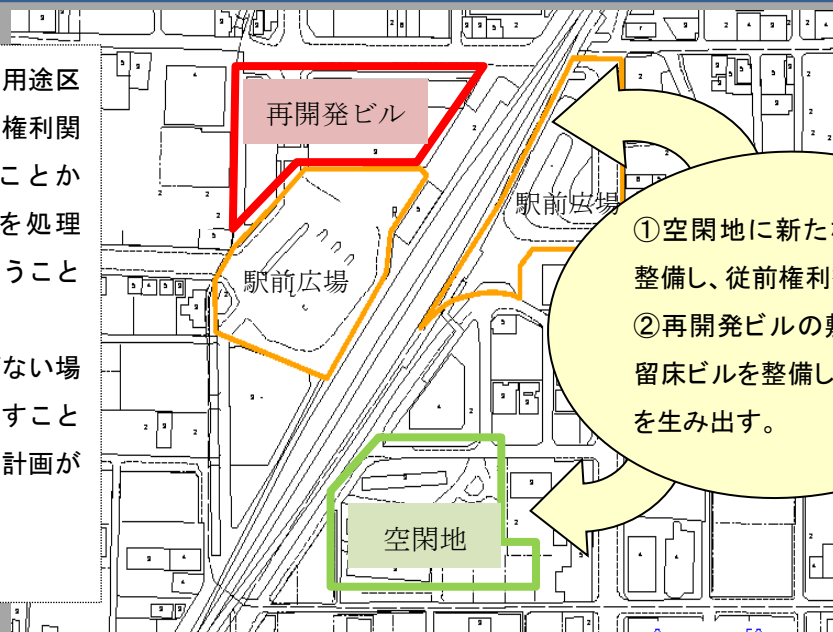 用途区
権利関
ことか
を処理
うこと
ない場
すこと
計画が
再開発ビル
駅前広場
駅前広場
空閑地
①空閑地に新たな
整備し、従前権利
②再開発ビルの敷
留床ビルを整備し
を生み出す。